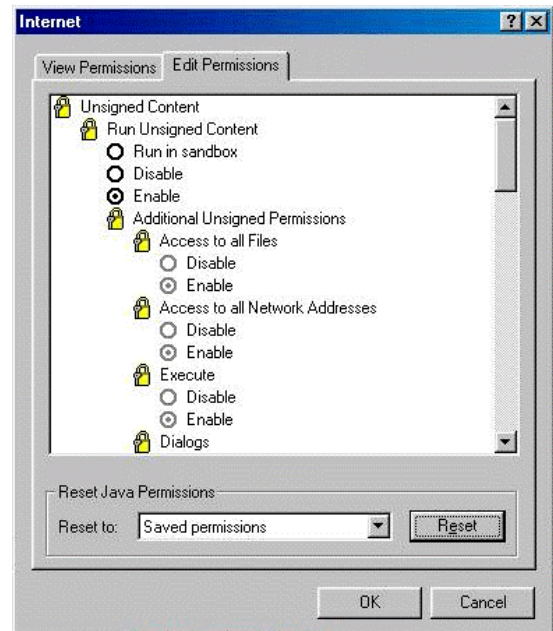 Internet
View Permissions Edit Permissions
Unsigned Content
Run Unsigned Content
Run in sandbox
Disable
Enable
Additional Unsigned Permissions
Access to all Files
Disable
Enable
Access to all Network Addresses
Disable
Enable
Execute
Disable
Enable
Dialogs
Reset Java Permissions
Reset to: Saved permissions Reset
OK Cancel